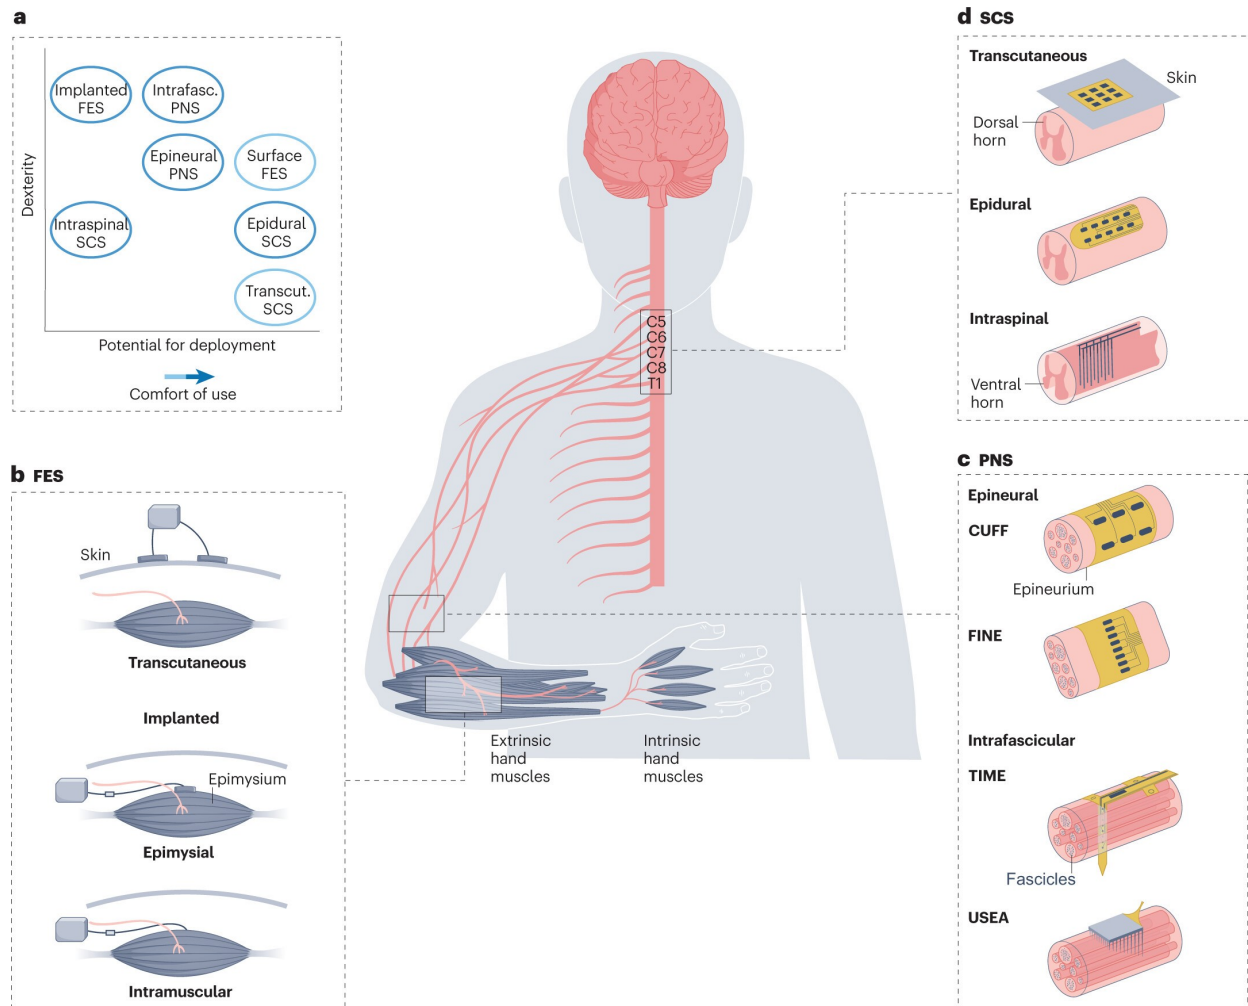 a
Implanted
FES
Intrafasc.
PNS
Epineural
PNS
Surface
FES
Intraspinal
SCS
Epidural
SCS
Transcut.
SCS
Dexterity
Potential for deployment
Comfort of use
b FES
Skin
Transcutaneous
Implanted
Epimysium
Epimysial
Intramuscular
C5
C6
C7
C8
T1
Extrinsic
hand
muscles
Intrinsic
hand
muscles
d SCS
Transcutaneous
Skin
Dorsal
horn
Epidural
Intraspinal
Ventral
horn
c PNS
Epineural
CUFF
Epineurium
FINE
Intrafascicular
TIME
Fascicles
USEA